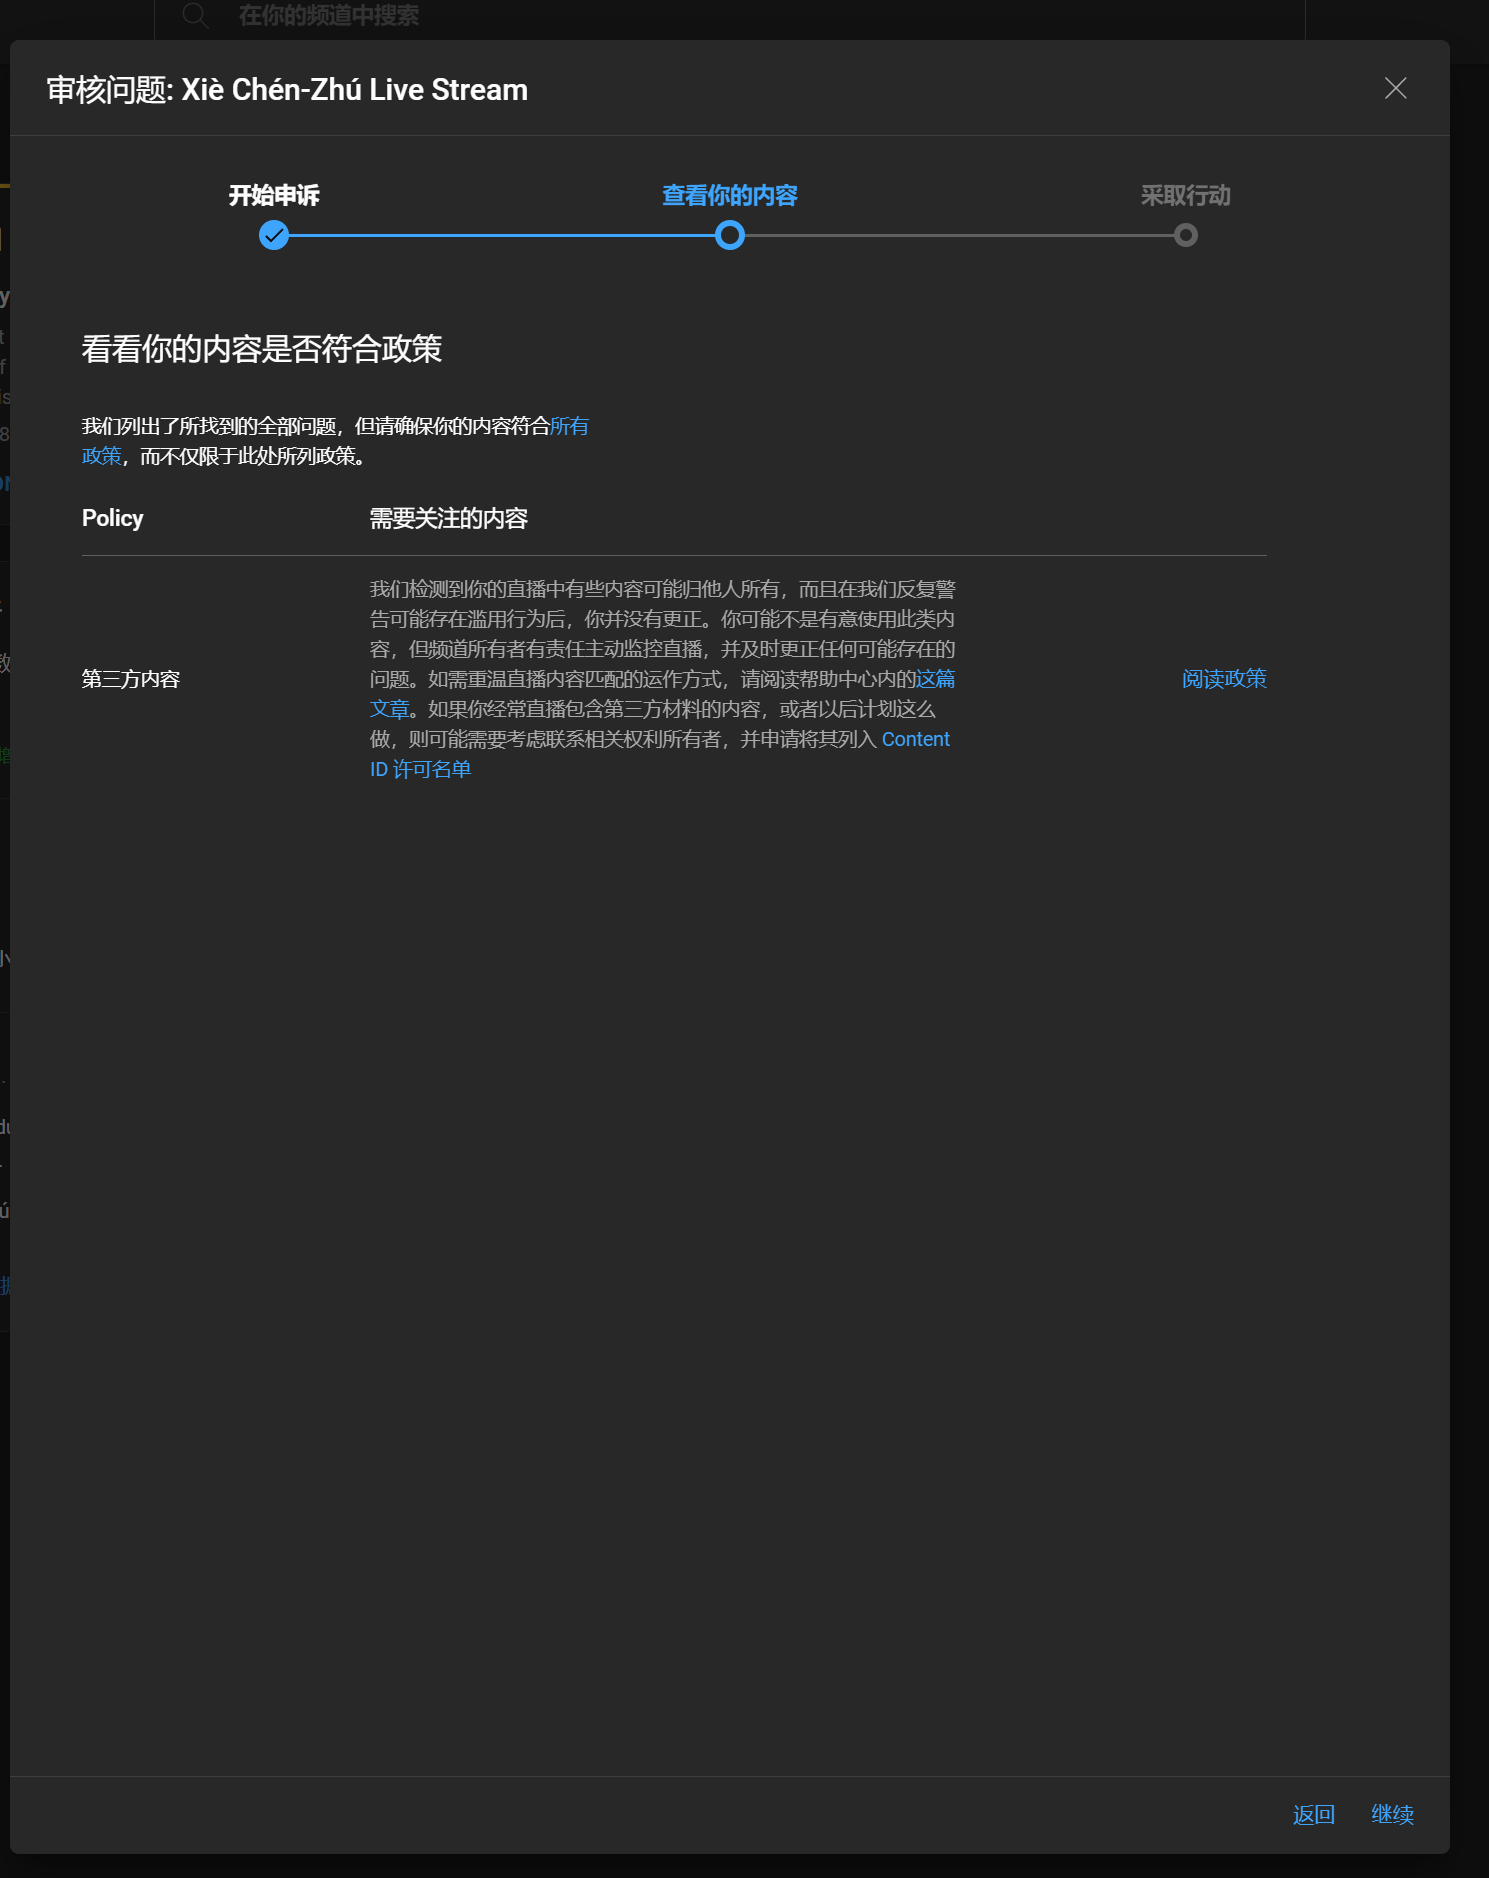 在你的频道中搜索
审核问题: Xiè Chén-Zhú Live Stream
开始申诉
查看你的内容
采取行动
看看你的内容是否符合政策
我们列出了所找到的全部问题，但请确保你的内容符合所有
政策，而不仅限于此处所列政策。
Policy
需要关注的内容
第三方内容
我们检测到你的直播中有些内容可能归他人所有，而且在我们反复警
告可能存在滥用行为后，你并没有更正。你可能不是有意使用此类内
容，但频道所有者有责任主动监控直播，并及时更正任何可能存在的
问题。如需重温直播内容匹配的运作方式，请阅读帮助中心内的这篇
文章。如果你经常直播包含第三方材料的内容，或者以后计划这么
做，则可能需要考虑联系相关权利所有者，并申请将其列入 Content
ID 许可名单
阅读政策
返回
继续